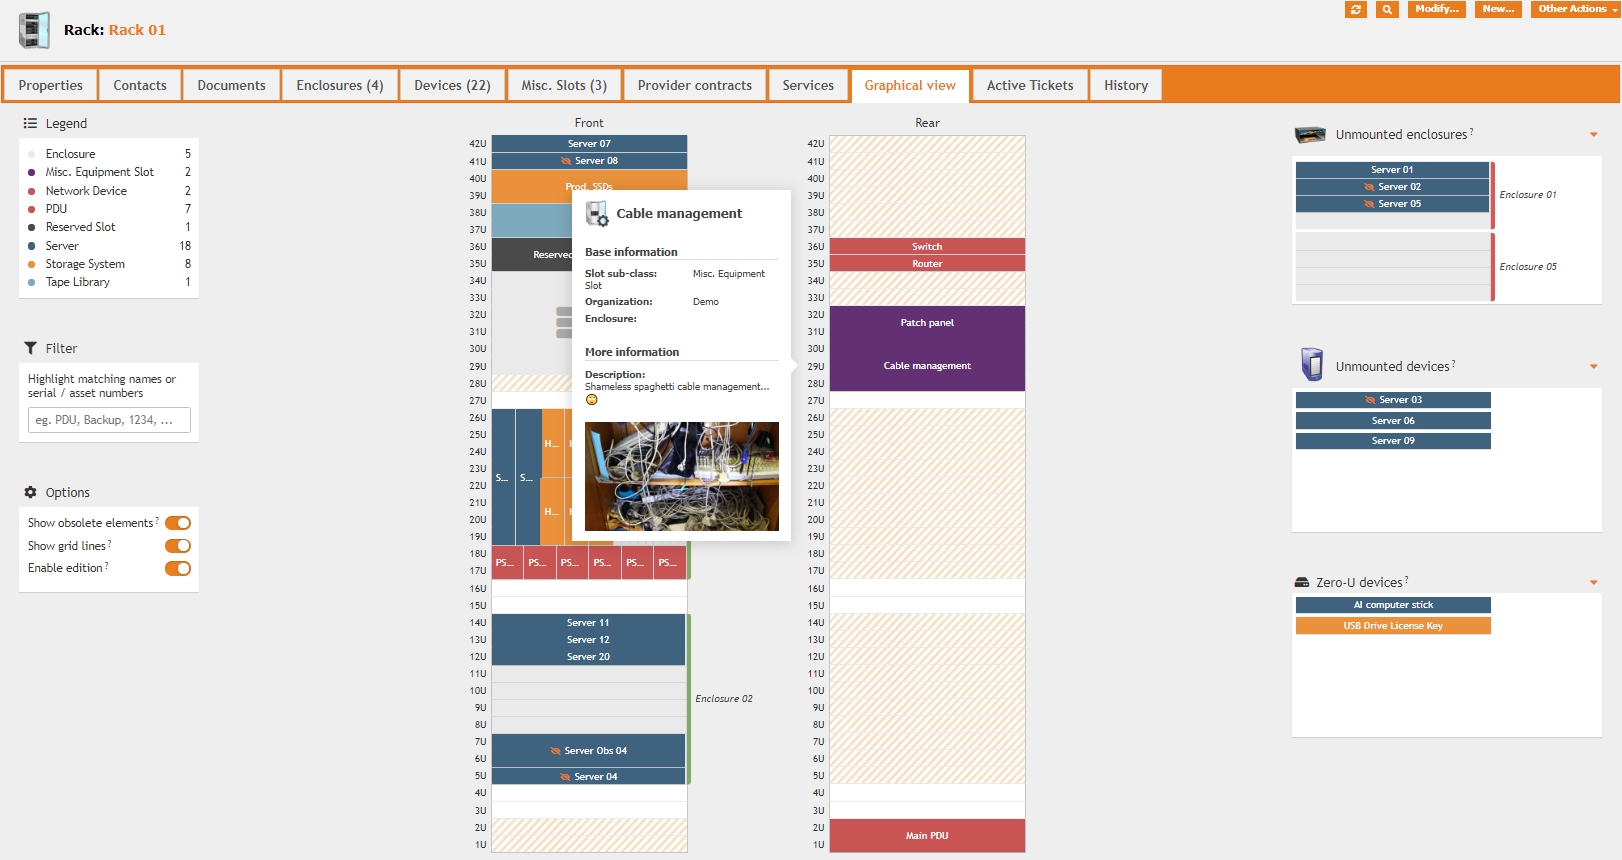 Rack: Rack 01
Modify...
New...
Other Actions
Properties
Contacts
Documents
Enclosures (4)
Devices (22)
Misc. Slots (3)
Provider contracts
Services
Graphical view
Active Tickets
History
Legend
Enclosure 5
Misc. Equipment Slot 2
Network Device 2
PDU 7
Reserved Slot 1
Server 18
Storage System 8
Tape Library 1
Filter
Highlight matching names or
serial / asset numbers
eg. PDU, Backup, 1234, ...
Options
Show obsolete elements?
Show grid lines?
Enable edition?
Front
42U Server 07
41U Server 08
40U
Prod. SSDs
39U
38U
37U
36U
Reserved
35U
34U
33U
32U
31U
30U
29U
28U
27U
26U
25U
H... H
24U
23U
S... S...
22U
21U
20U H...
19U
18U
PS... PS... PS... PS... PS... PS...
17U
16U
15U
14U Server 11
13U Server 12
12U Server 20
11U
10U
Enclosure 02
9U
8U
7U
Server Obs 04
6U
5U Server 04
4U
3U
2U
1U
Cable management
Base information
Slot sub-class: Misc. Equipment
Slot
Organization: Demo
Enclosure:
More information
Description:
Shameless spaghetti cable management...
Rear
42U
41U
40U
39U
38U
37U
36U Switch
35U Router
34U
33U
32U
Patch panel
31U
30U
29U Cable management
28U
27U
26U
25U
24U
23U
22U
21U
20U
19U
18U
17U
16U
15U
14U
13U
12U
11U
10U
9U
8U
7U
6U
5U
4U
3U
2U
Main PDU
1U
Unmounted enclosures?
Server 01
Server 02
Server 05
Enclosure 01
Enclosure 05
Unmounted devices?
Server 03
Server 06
Server 09
Zero-U devices?
AI computer stick
USB Drive License Key